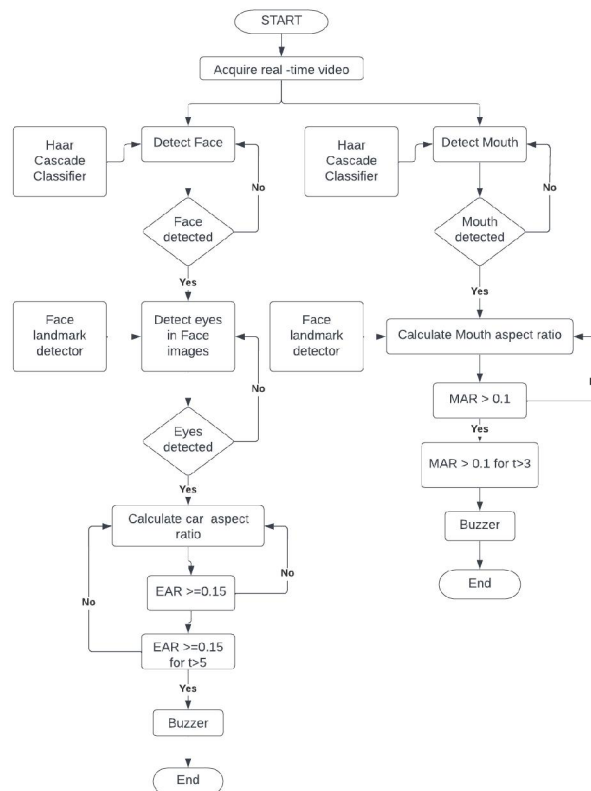 START
Acquire real -time video
Haar
Cascade
Classifier
Detect Face
No
Face
detected
Yes
Face
landmark
detector
Detect eyes
in Face
images
No
Eyes
detected
Yes
Calculate car aspect
ratio
No
EAR >=0.15
No
EAR >=0.15
for t>5
Yes
Buzzer
End
Haar
Cascade
Classifier
Detect Mouth
No
Mouth
detected
Yes
Face
landmark
detector
Calculate Mouth aspect ratio
MAR > 0.1
Yes
MAR > 0.1 for t>3
Buzzer
End